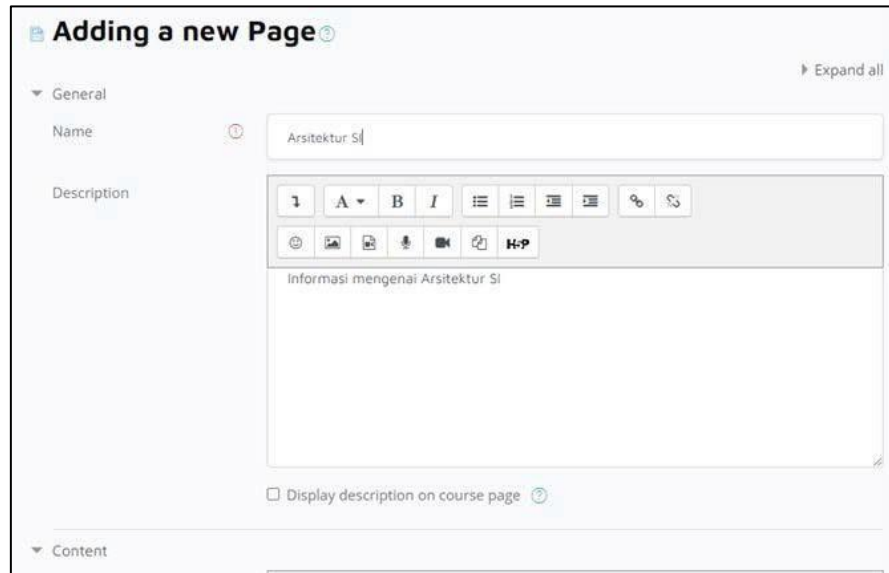 Adding a new Page
Expand all
General
Name
Arsitektur SI
Description
A B I
H-P
Informasi mengenai Arsitektur SI
Display description on course page
Content